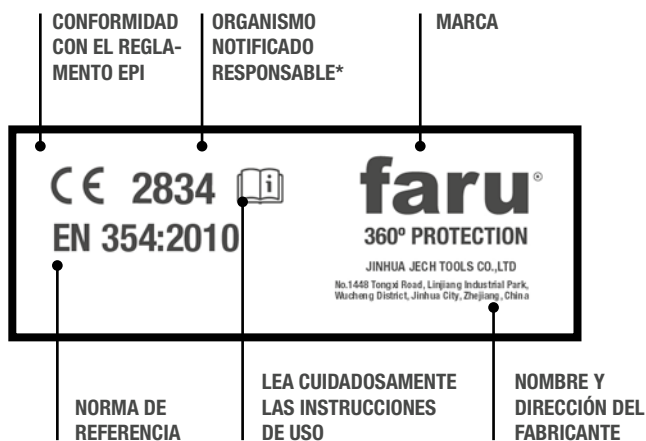 CONFORMIDAD
CON EL REGLA-
MENTO EPI
ORGANISMO
NOTIFICADO
RESPONSABLE*
MARCA
CE 2834 i
EN 354:2010
faru®
360º PROTECTION
JINHUA JECH TOOLS CO.,LTD
No.1448 Tongxi Road, Linjiang Industrial Park,
Wucheng District, Jinhua City, Zhejiang, China
NORMA DE
REFERENCIA
LEA CUIDADOSAMENTE
LAS INSTRUCCIONES
DE USO
NOMBRE Y
DIRECCIÓN DEL
FABRICANTE